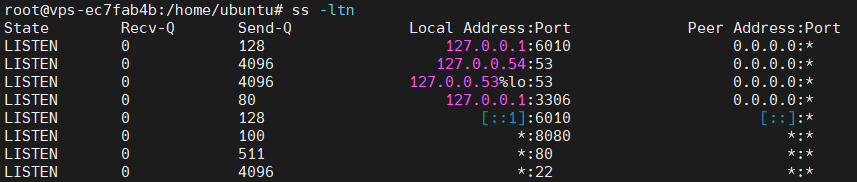 root@vps-ec7fab4b:/home/ubuntu# ss -ltn
State Recv-Q Send-Q Local Address:Port Peer Address:Port
LISTEN 0 128 127.0.0.1:6010 0.0.0.0:*
LISTEN 0 4096 127.0.0.54:53 0.0.0.0:*
LISTEN 0 4096 127.0.0.53%lo:53 0.0.0.0:*
LISTEN 0 80 127.0.0.1:3306 0.0.0.0:*
LISTEN 0 128 [::1]:6010 [::]:*
LISTEN 0 100 *:8080 *:*
LISTEN 0 511 *:80 *:*
LISTEN 0 4096 *:22 *:*